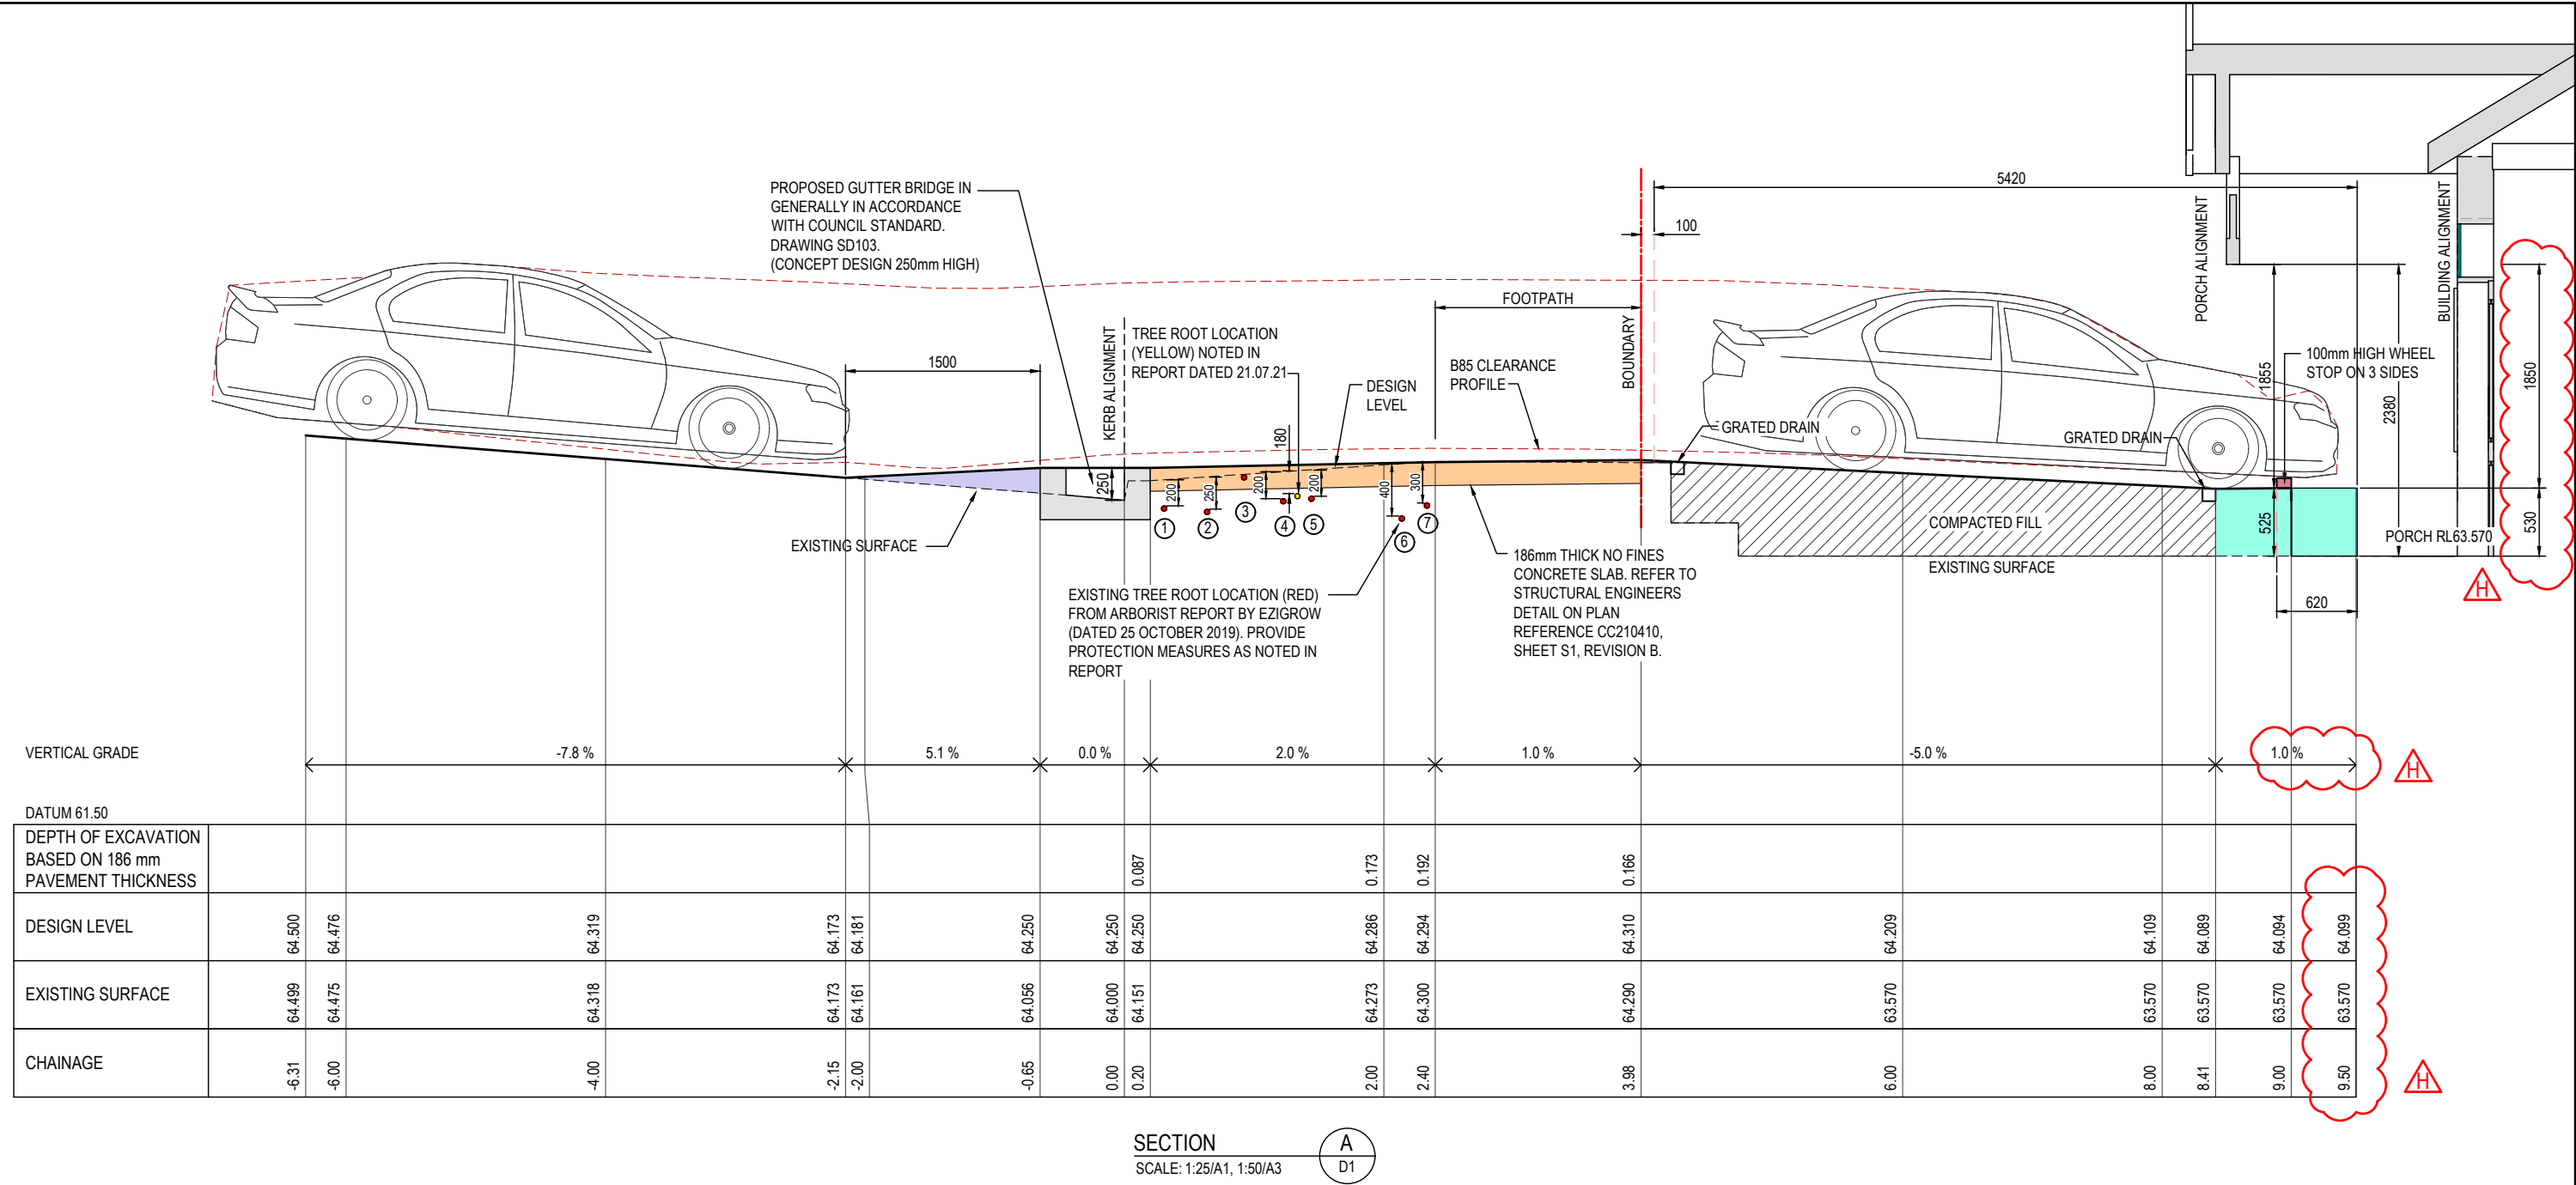 PROPOSED GUTTER BRIDGE IN
GENERALLY IN ACCORDANCE
WITH COUNCIL STANDARD.
DRAWING SD103.
(CONCEPT DESIGN 250mm HIGH)
1500
KERB ALIGNMENT
TREE ROOT LOCATION
(YELLOW) NOTED IN
REPORT DATED 21.07.21
DESIGN
LEVEL
B85 CLEARANCE
PROFILE
FOOTPATH
BOUNDARY
5420
100
PORCH ALIGNMENT
BUILDING ALIGNMENT
100mm HIGH WHEEL
STOP ON 3 SIDES
1855
2380
1850
GRATED DRAIN
GRATED DRAIN
180
250
200
250
200
200
400
300
1
2
3
4
5
6
7
EXISTING SURFACE
COMPACTED FILL
525
PORCH RL63.570
530
EXISTING SURFACE
H
620
EXISTING TREE ROOT LOCATION (RED)
FROM ARBORIST REPORT BY EZIGROW
(DATED 25 OCTOBER 2019). PROVIDE
PROTECTION MEASURES AS NOTED IN
REPORT
186mm THICK NO FINES
CONCRETE SLAB. REFER TO
STRUCTURAL ENGINEERS
DETAIL ON PLAN
REFERENCE CC210410,
SHEET S1, REVISION B.
VERTICAL GRADE -7.8 % 5.1 % 0.0 % 2.0 % 1.0 % -5.0 % 1.0 %
H
DATUM 61.50
DEPTH OF EXCAVATION
BASED ON 186 mm
PAVEMENT THICKNESS
0.087 0.173 0.192 0.166
DESIGN LEVEL 64.500 64.476 64.319 64.173 64.181 64.250 64.250 64.250 64.286 64.294 64.310 64.209 64.109 64.089 64.094 64.099
EXISTING SURFACE 64.499 64.475 64.318 64.173 64.161 64.056 64.000 64.151 64.273 64.300 64.290 63.570 63.570 63.570 63.570 63.570
CHAINAGE -6.31 -6.00 -4.00 -2.15 -2.00 -0.65 0.00 0.20 2.00 2.40 3.98 6.00 8.00 8.41 9.00 9.50
H
SECTION
SCALE: 1:25/A1, 1:50/A3
A
D1